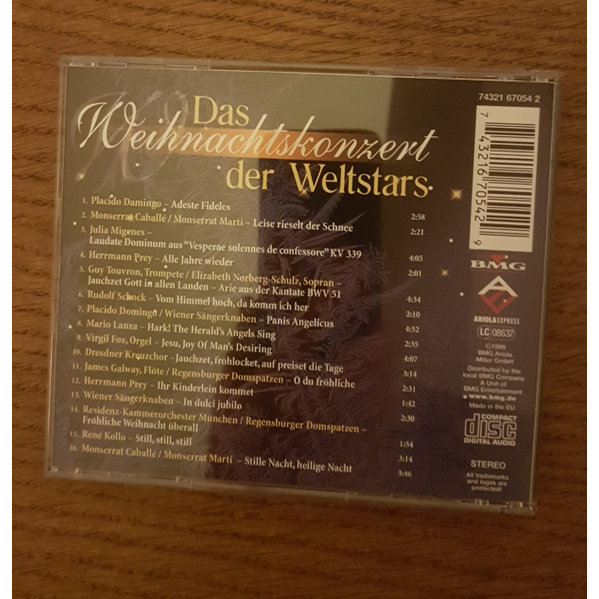 Das
Weihnachtskonzert
der Weltstars
1. Placido Damingo – Adeste Fideles
2:58
2. Monserrat Caballé / Monserrat Marti – Leise rieselt der Schnee
2:21
3. Julia Migenes –
Laudate Dominum aus "Vesperae solennes de confessore" KV 339
4:05
4. Herrmann Prey – Alle Jahre wieder
2:01
5. Guy Touvron, Trompete / Elizabeth Norberg-Schulz, Sopran –
Jauchzet Gott in allen Landen – Arie aus der Kantate BWV 51
4:34
6. Rudolf Schock – Vom Himmel hoch, da komm ich her
2:10
7. Placido Domingo / Wiener Sängerknaben – Panis Angelicus
4:52
8. Mario Lanza – Hark! The Herald's Angels Sing
2:35
9. Virgil Fox, Orgel – Jesu, Joy Of Man's Desiring
4:07
10. Dresdner Kreuzchor – Jauchzet, frohlocket, auf preiset die Tage
3:14
11. James Galway, Flöte / Regensburger Domspatzen – O du fröhliche
2:31
12. Herrmann Prey – Ihr Kinderlein kommet
1:42
13. Wiener Sängerknaben – In dulci jubilo
2:30
14. Residenz-Kammerorchester München / Regensburger Domspatzen –
Fröhliche Weihnacht überall
1:54
15. René Kollo – Still, still, still
3:14
16. Monserrat Caballé / Monserrat Marti – Stille Nacht, heilige Nacht
3:46
74321 67054 2
7 43216 70542 9
BMG
ARIOLA EXPRESS
LC 08637
BMG Ariola
Miller GmbH
Distributed by the
local BMG Company
A Unit of
BMG Entertainment
www.bmg.de
Made in the EU
COMPACT
disc
DIGITAL AUDIO
STEREO
All trademarks
and logos are
protected!